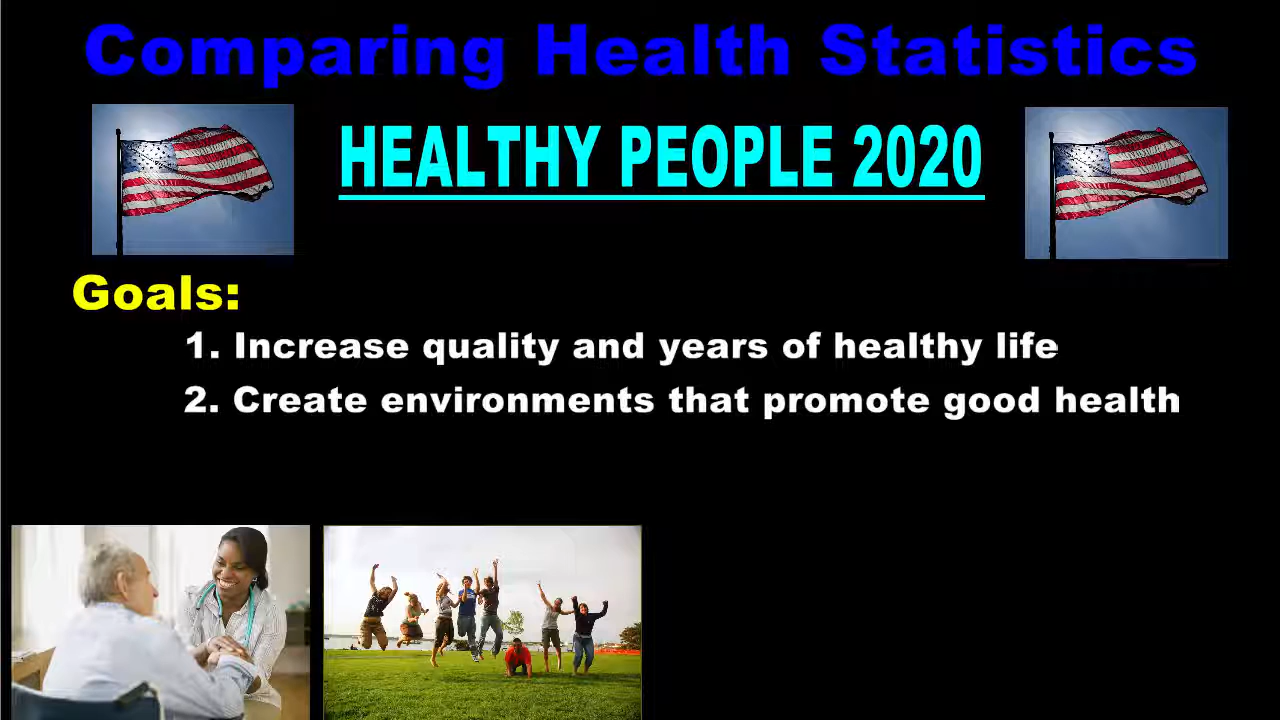 Comparing Health Statistics
HEALTHY PEOPLE 2020
Goals:
1. Increase quality and years of healthy life
2. Create environments that promote good health